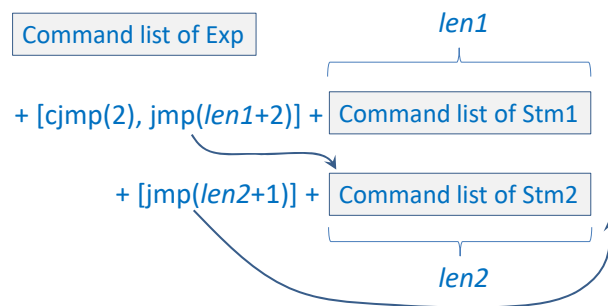 len1
Command list of Exp
+ [cjmp(2), jmp(len1+2)] + Command list of Stm1
+ [jmp(len2+1)] + Command list of Stm2
len2